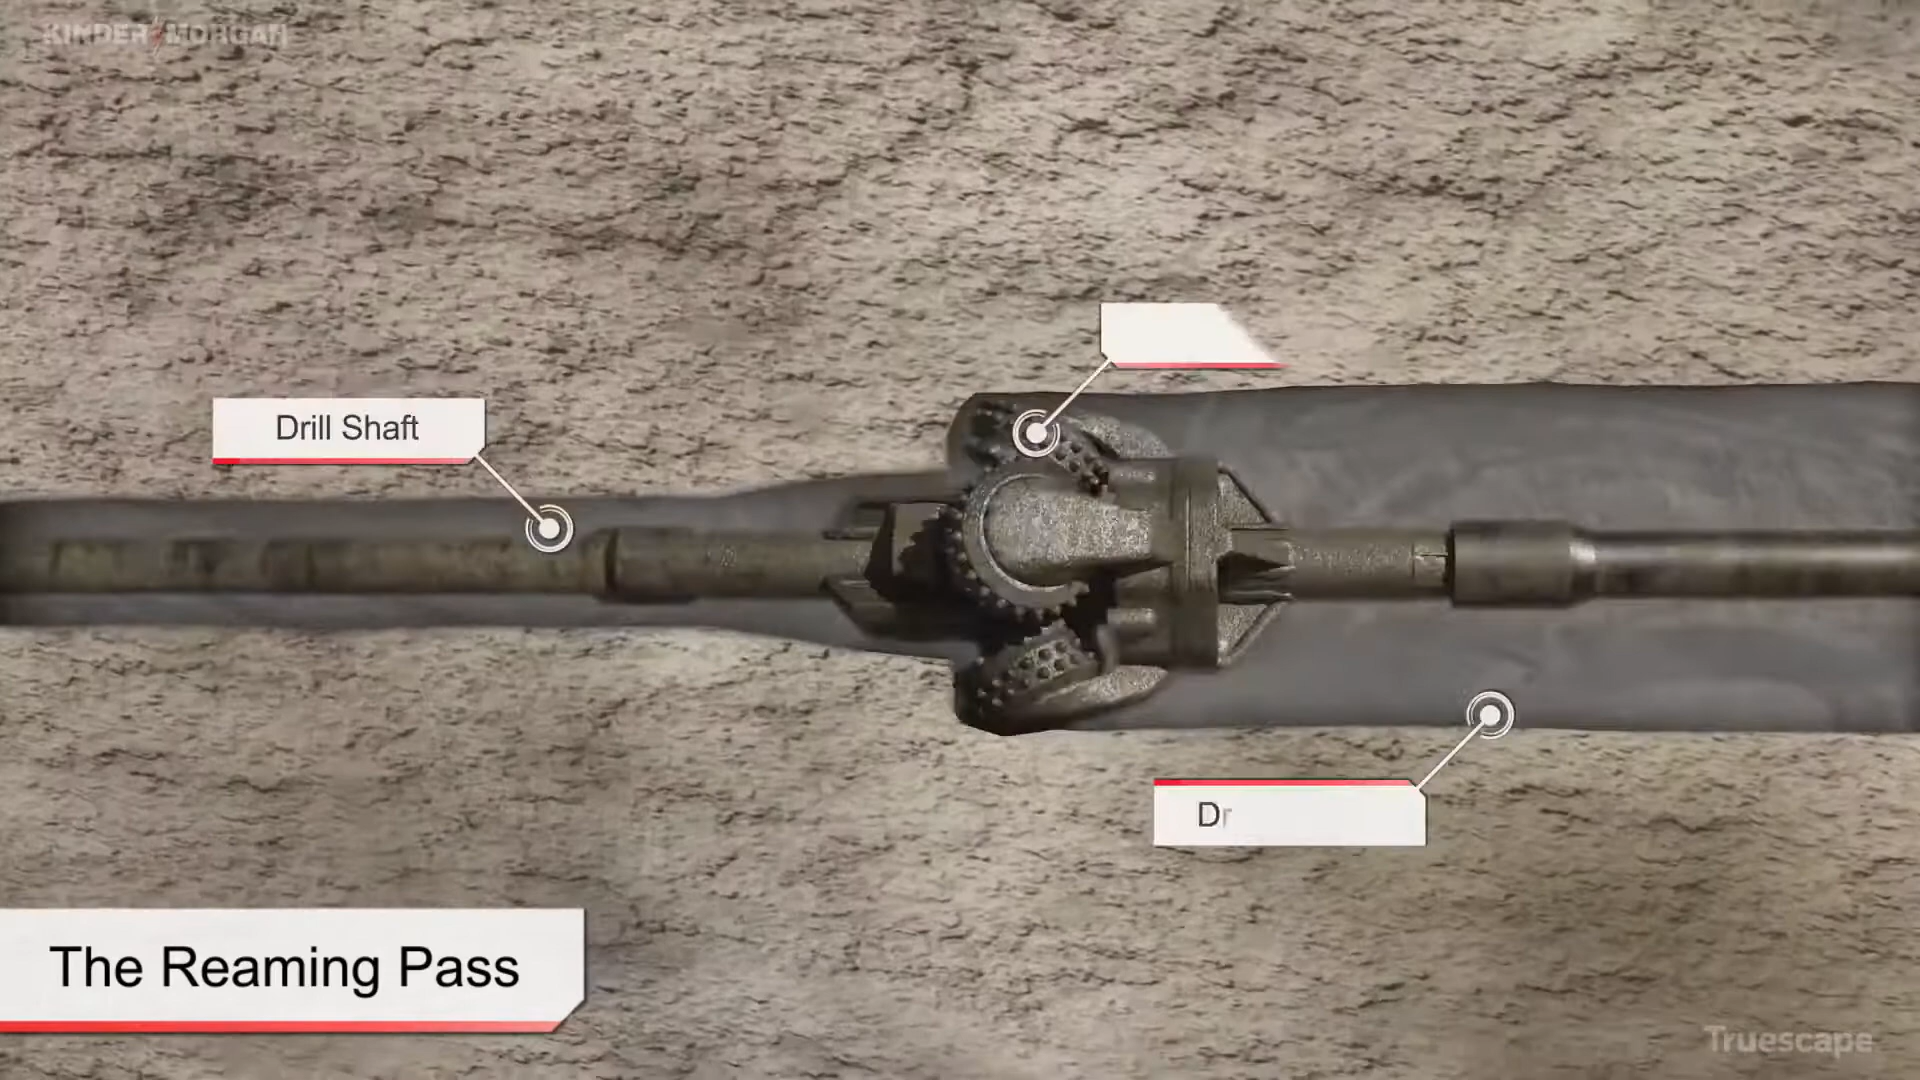 KINDER MORGAN
Drill Shaft
Dr
The Reaming Pass
Truescape